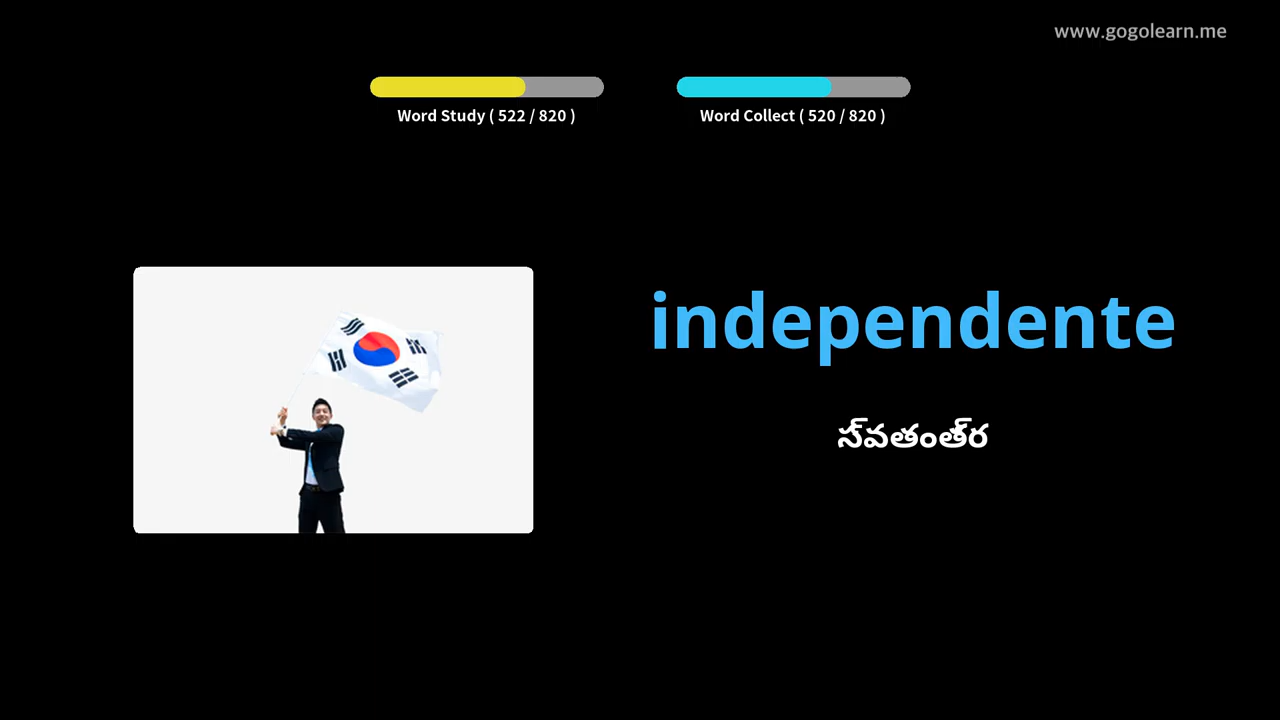 www.gogolearn.me
Word Study ( 522 / 820 )
Word Collect ( 520 / 820 )
independente
స్వతంత్ర